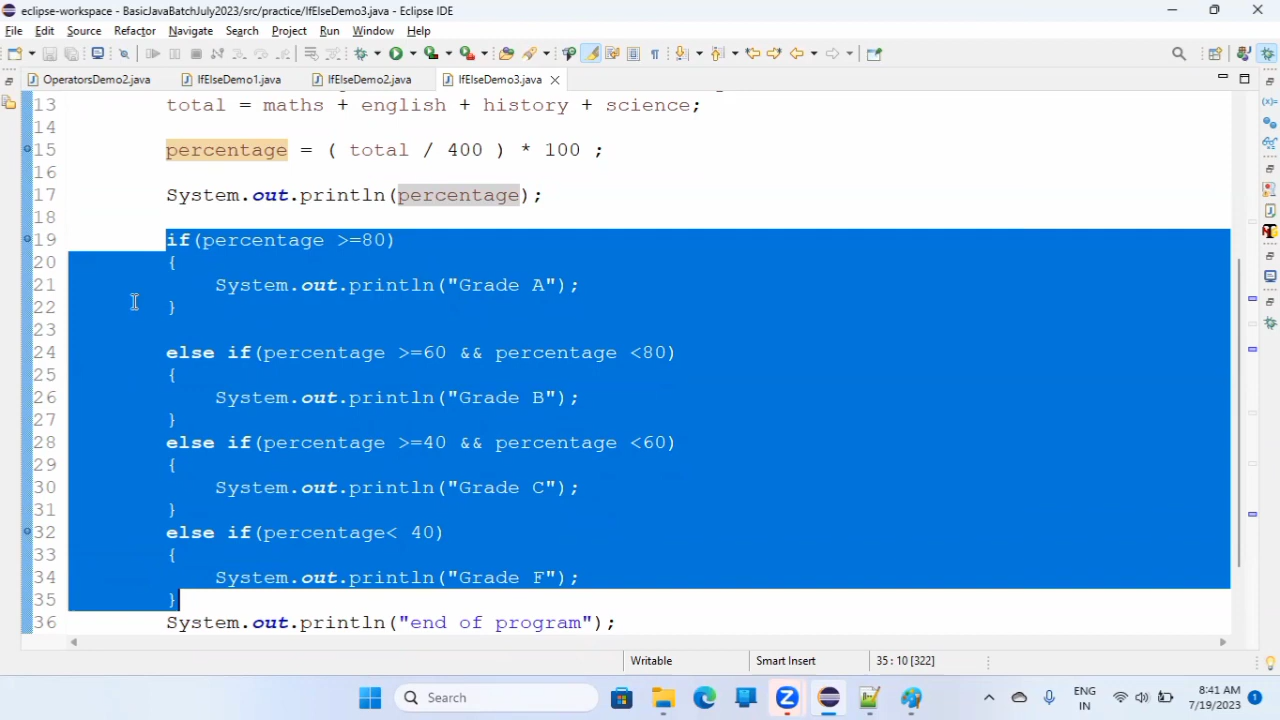 eclipse-workspace - BasicJavaBatchJuly2023/src/practice/IfElseDemo3.java - Eclipse IDE
File Edit Source Refactor Navigate Search Project Run Window Help
OperatorsDemo2.java IfElseDemo1.java IfElseDemo2.java IfElseDemo3.java
13 total = maths + english + history + science;
14
15 percentage = ( total / 400 ) * 100 ;
16
17 System.out.println(percentage);
18
19 if(percentage >=80)
20 {
21 System.out.println("Grade A");
22 }
23
24 else if(percentage >=60 && percentage <80)
25 {
26 System.out.println("Grade B");
27 }
28 else if(percentage >=40 && percentage <60)
29 {
30 System.out.println("Grade C");
31 }
32 else if(percentage< 40)
33 {
34 System.out.println("Grade F");
35 }
36 System.out.println("end of program");
Writable Smart Insert 35 : 10 [322]
Search ENG IN 8:41 AM 7/19/2023